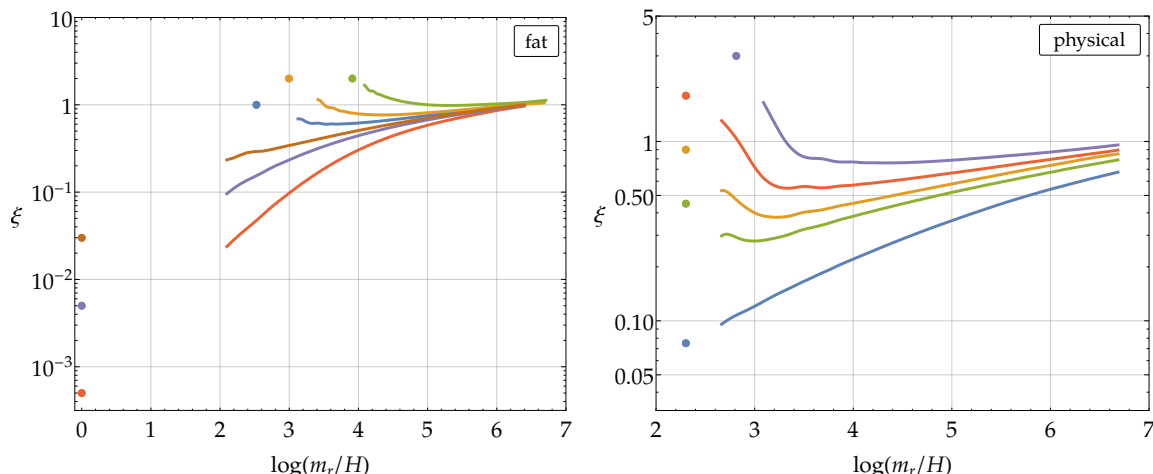 fat
10
1
10⁻¹
10⁻²
10⁻³
ξ
0 1 2 3 4 5 6 7
log(m_r/H)
physical
5
1
0.50
0.10
0.05
ξ
2 3 4 5 6 7
log(m_r/H)